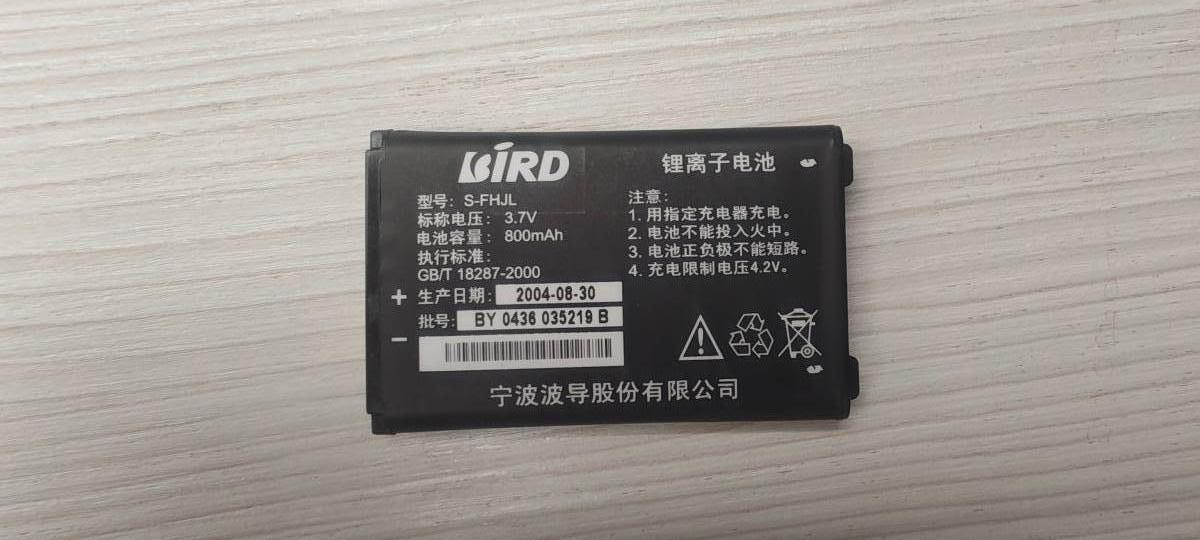 BiRD
型号: S-FHJL
标称电压: 3.7V
电池容量: 800mAh
执行标准:
GB/T 18287-2000
+ 生产日期: 2004-08-30
− 批号: BY 0436 035219 B
锂离子电池
注意:
1. 用指定充电器充电。
2. 电池不能投入火中。
3. 电池正负极不能短路。
4. 充电限制电压4.2V。
宁波波导股份有限公司